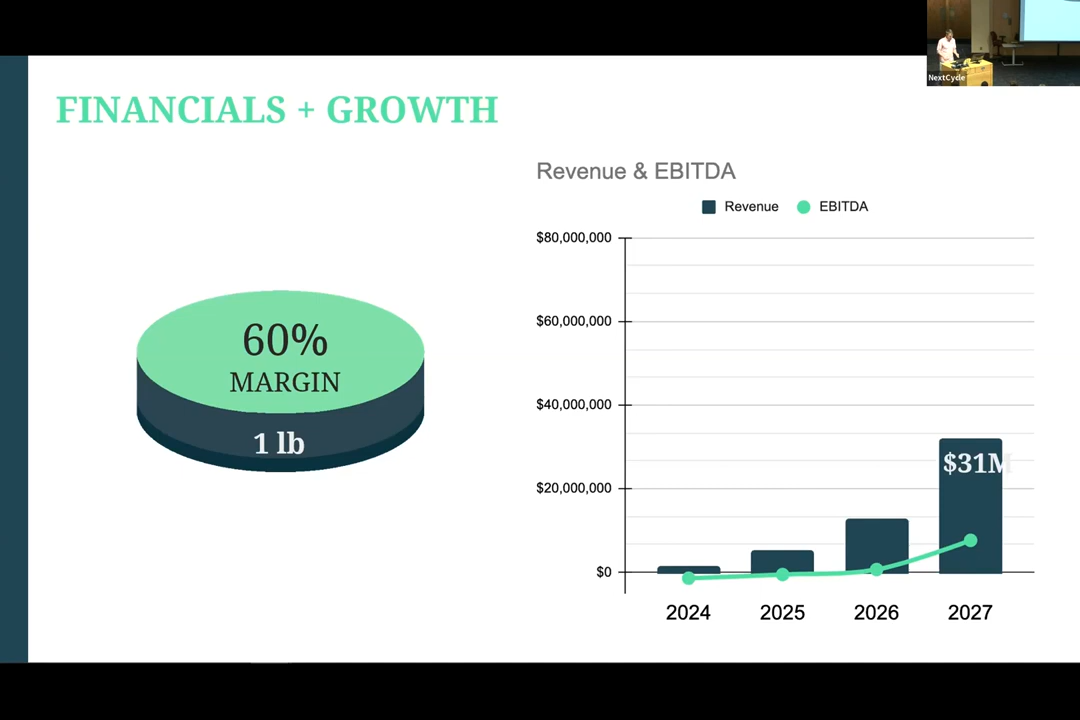 NextCycle
FINANCIALS + GROWTH
60%
MARGIN
1 lb
Revenue & EBITDA
Revenue EBITDA
$80,000,000
$60,000,000
$40,000,000
$20,000,000
$0
$31M
2024 2025 2026 2027